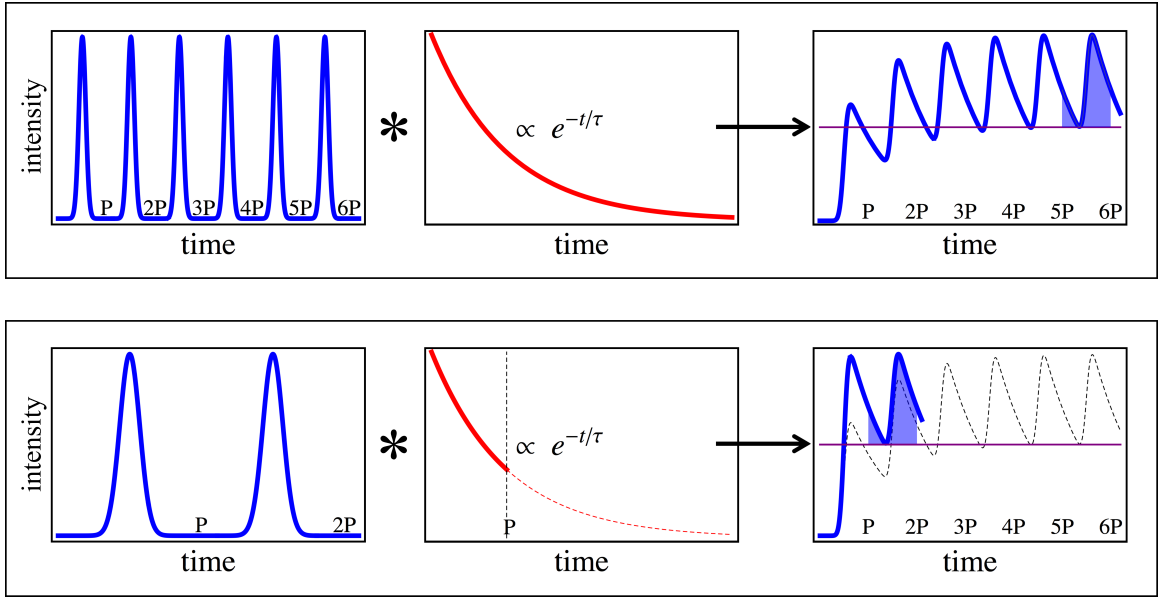 intensity
P 2P 3P 4P 5P 6P
time
*
∝ e^{-t/τ}
time
P 2P 3P 4P 5P 6P
time
intensity
P 2P
time
*
∝ e^{-t/τ}
P
time
P 2P 3P 4P 5P 6P
time